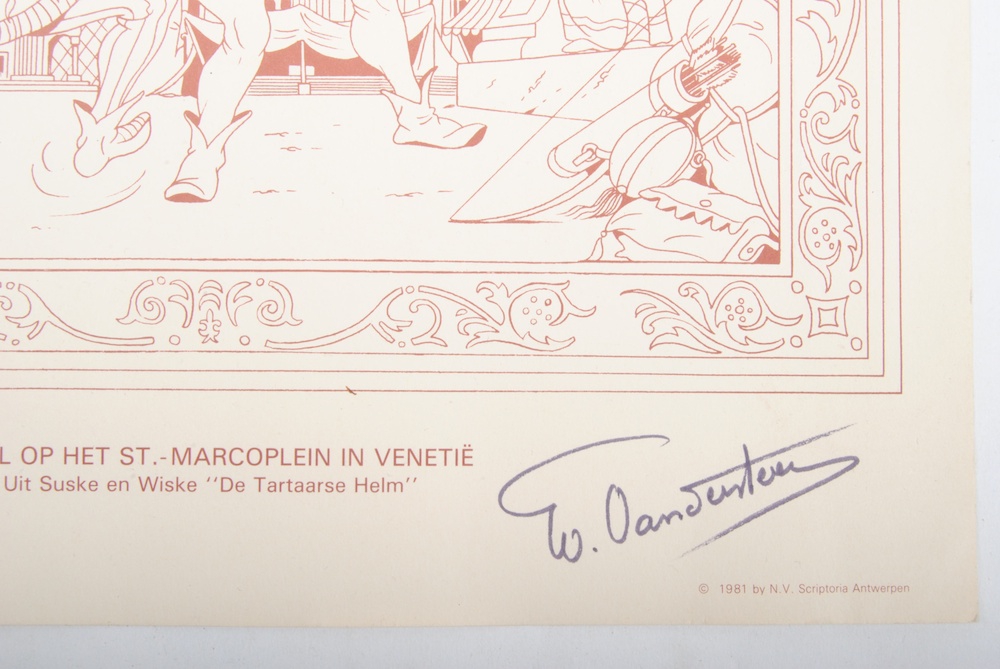 L OP HET ST.-MARCOPLEIN IN VENETIË
Uit Suske en Wiske ''De Tartaarse Helm''
W. Vandersteen
© 1981 by N.V. Scriptoria Antwerpen